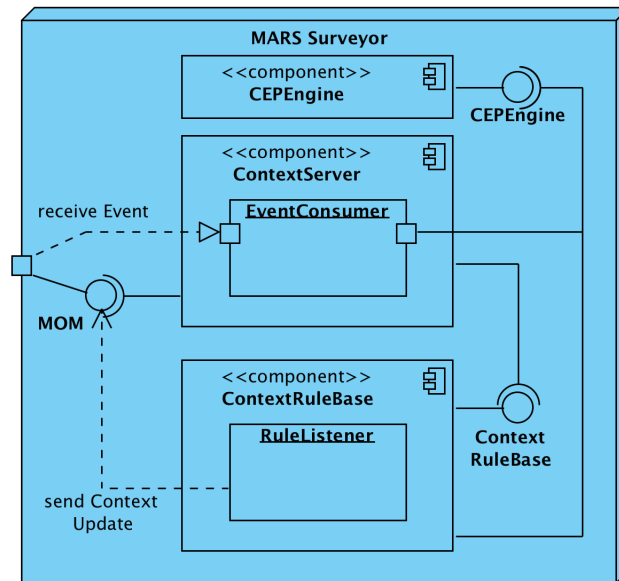 MARS Surveyor
<<component>>
CEPEngine
CEPEngine
<<component>>
ContextServer
receive Event
EventConsumer
MOM
<<component>>
ContextRuleBase
RuleListener
Context
RuleBase
send Context
Update